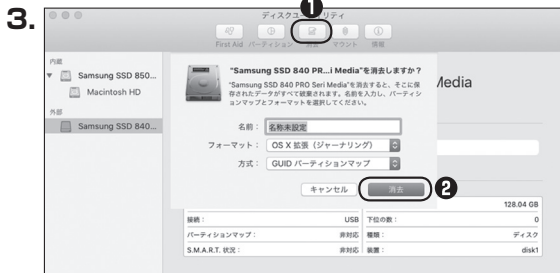 3.
❶
ディスクユーティリティ
First Aid パーティション 消去 マウント 情報
内蔵
Samsung SSD 850...
Macintosh HD
外部
Samsung SSD 840...
"Samsung SSD 840 PR...i Media"を消去しますか？
"Samsung SSD 840 PRO Seri Media"を消去すると、そこに保
存されたデータがすべて破棄されます。名前を入力し、パーティシ
ョンマップとフォーマットを選択してください。
Media
名前： 名称未設定
フォーマット： OS X 拡張（ジャーナリング）
方式： GUID パーティションマップ
キャンセル 消去
❷
128.04 GB
接続： USB 下位の数： 0
パーティションマップ： 非対応 種類： ディスク
S.M.A.R.T. 状況： 非対応 装置： disk1